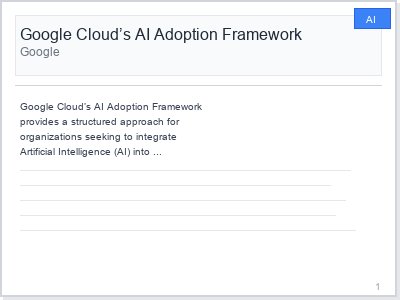 AI
Google Cloud’s AI Adoption Framework
Google
Google Cloud's AI Adoption Framework
provides a structured approach for
organizations seeking to integrate
Artificial Intelligence (AI) into ...
1